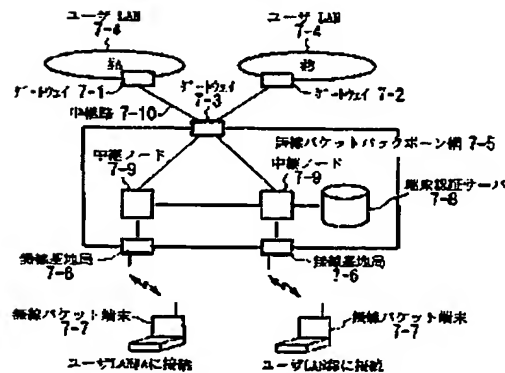 ユーザ LAN
7-4
ユーザ LAN
7-4
#A
#B
ゲートウェイ 7-1
ゲートウェイ
7-3
ゲートウェイ 7-2
中継路 7-10
無線パケットバックボーン網 7-5
中継ノード
7-9
中継ノード
7-9
端末認証サーバ
7-8
無線基地局
7-6
無線基地局
7-6
無線パケット端末
7-7
無線パケット端末
7-7
ユーザLAN#Aに接続
ユーザLAN#Bに接続